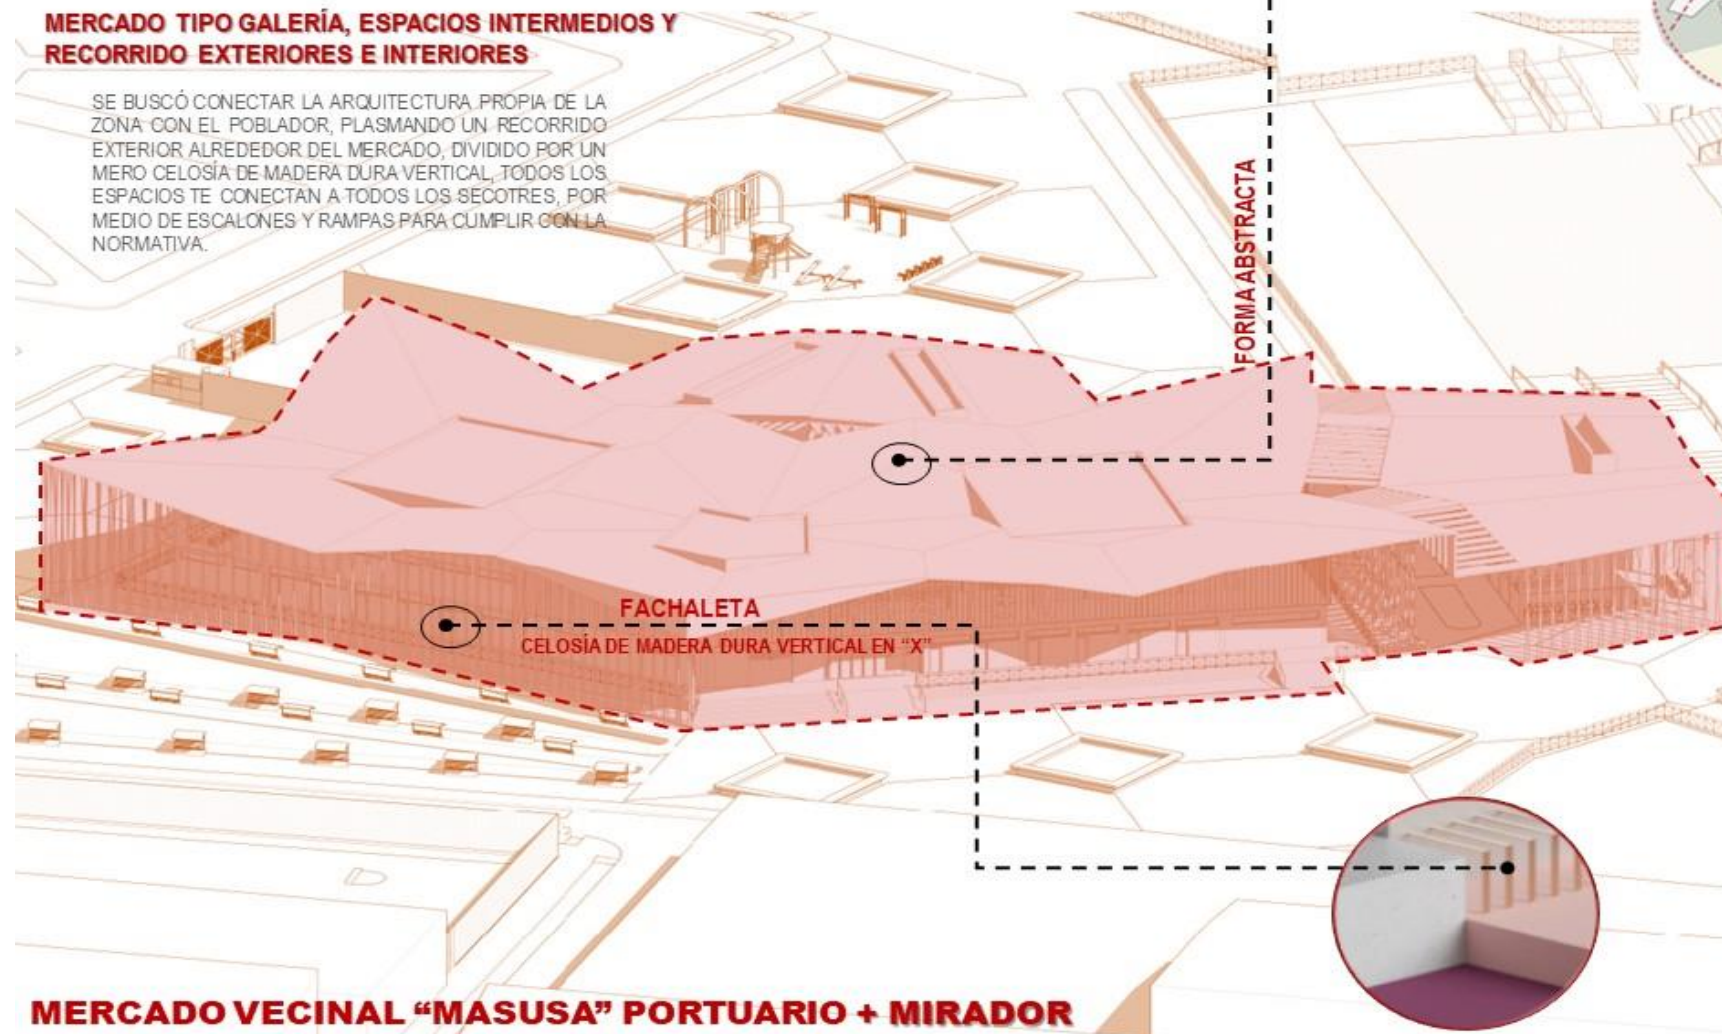 MERCADO TIPO GALERÍA, ESPACIOS INTERMEDIOS Y
RECORRIDO EXTERIORES E INTERIORES
SE BUSCÓ CONECTAR LA ARQUITECTURA PROPIA DE LA
ZONA CON EL POBLADOR, PLASMANDO UN RECORRIDO
EXTERIOR ALREDEDOR DEL MERCADO, DIVIDIDO POR UN
MERO CELOSÍA DE MADERA DURA VERTICAL, TODOS LOS
ESPACIOS TE CONECTAN A TODOS LOS SECOTRES, POR
MEDIO DE ESCALONES Y RAMPAS PARA CUMPLIR CON LA
NORMATIVA.
FORMA ABSTRACTA
FACHALETA
CELOSÍA DE MADERA DURA VERTICAL EN “X”
MERCADO VECINAL “MASUSA” PORTUARIO + MIRADOR